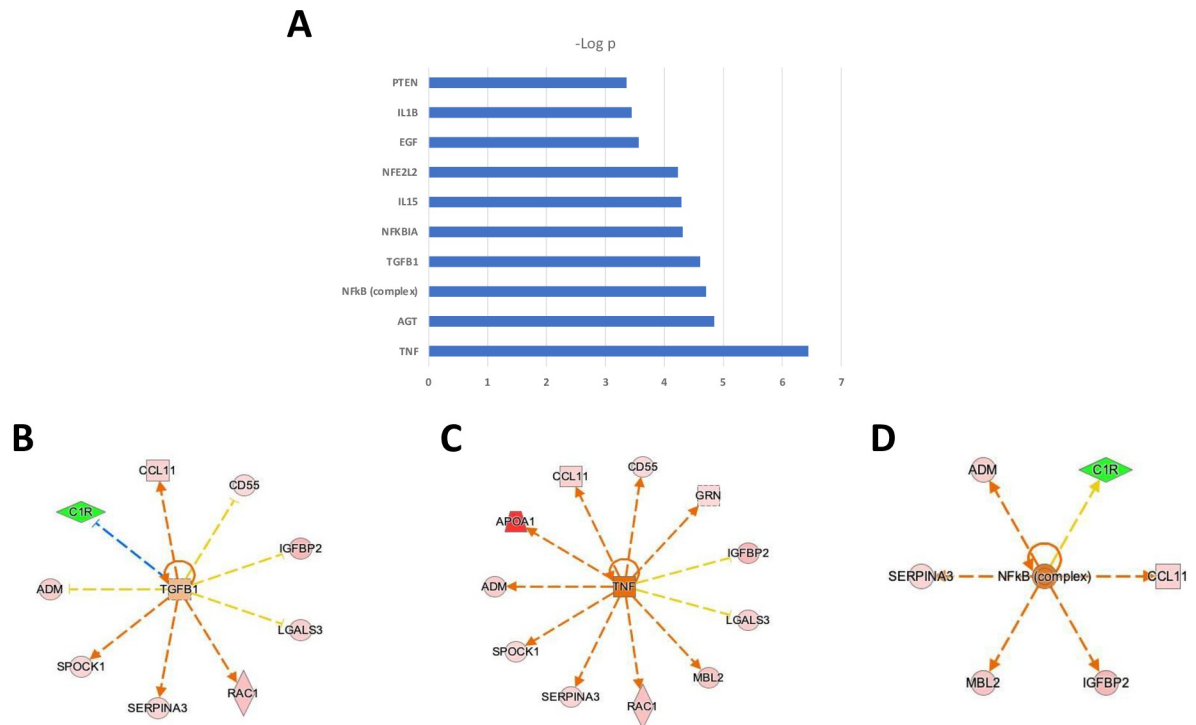 A
-Log p
PTEN
IL1B
EGF
NFE2L2
IL15
NFKBIA
TGFB1
NFkB (complex)
AGT
TNF
0 1 2 3 4 5 6 7
B
CCL11
CD55
C1R
IGFBP2
ADM
TGFB1
LGALS3
SPOCK1
RAC1
SERPINA3
C
CCL11
CD55
GRN
APOA1
IGFBP2
ADM
TNF
LGALS3
SPOCK1
MBL2
SERPINA3
RAC1
D
ADM
C1R
SERPINA3
NFkB (complex)
CCL11
MBL2
IGFBP2